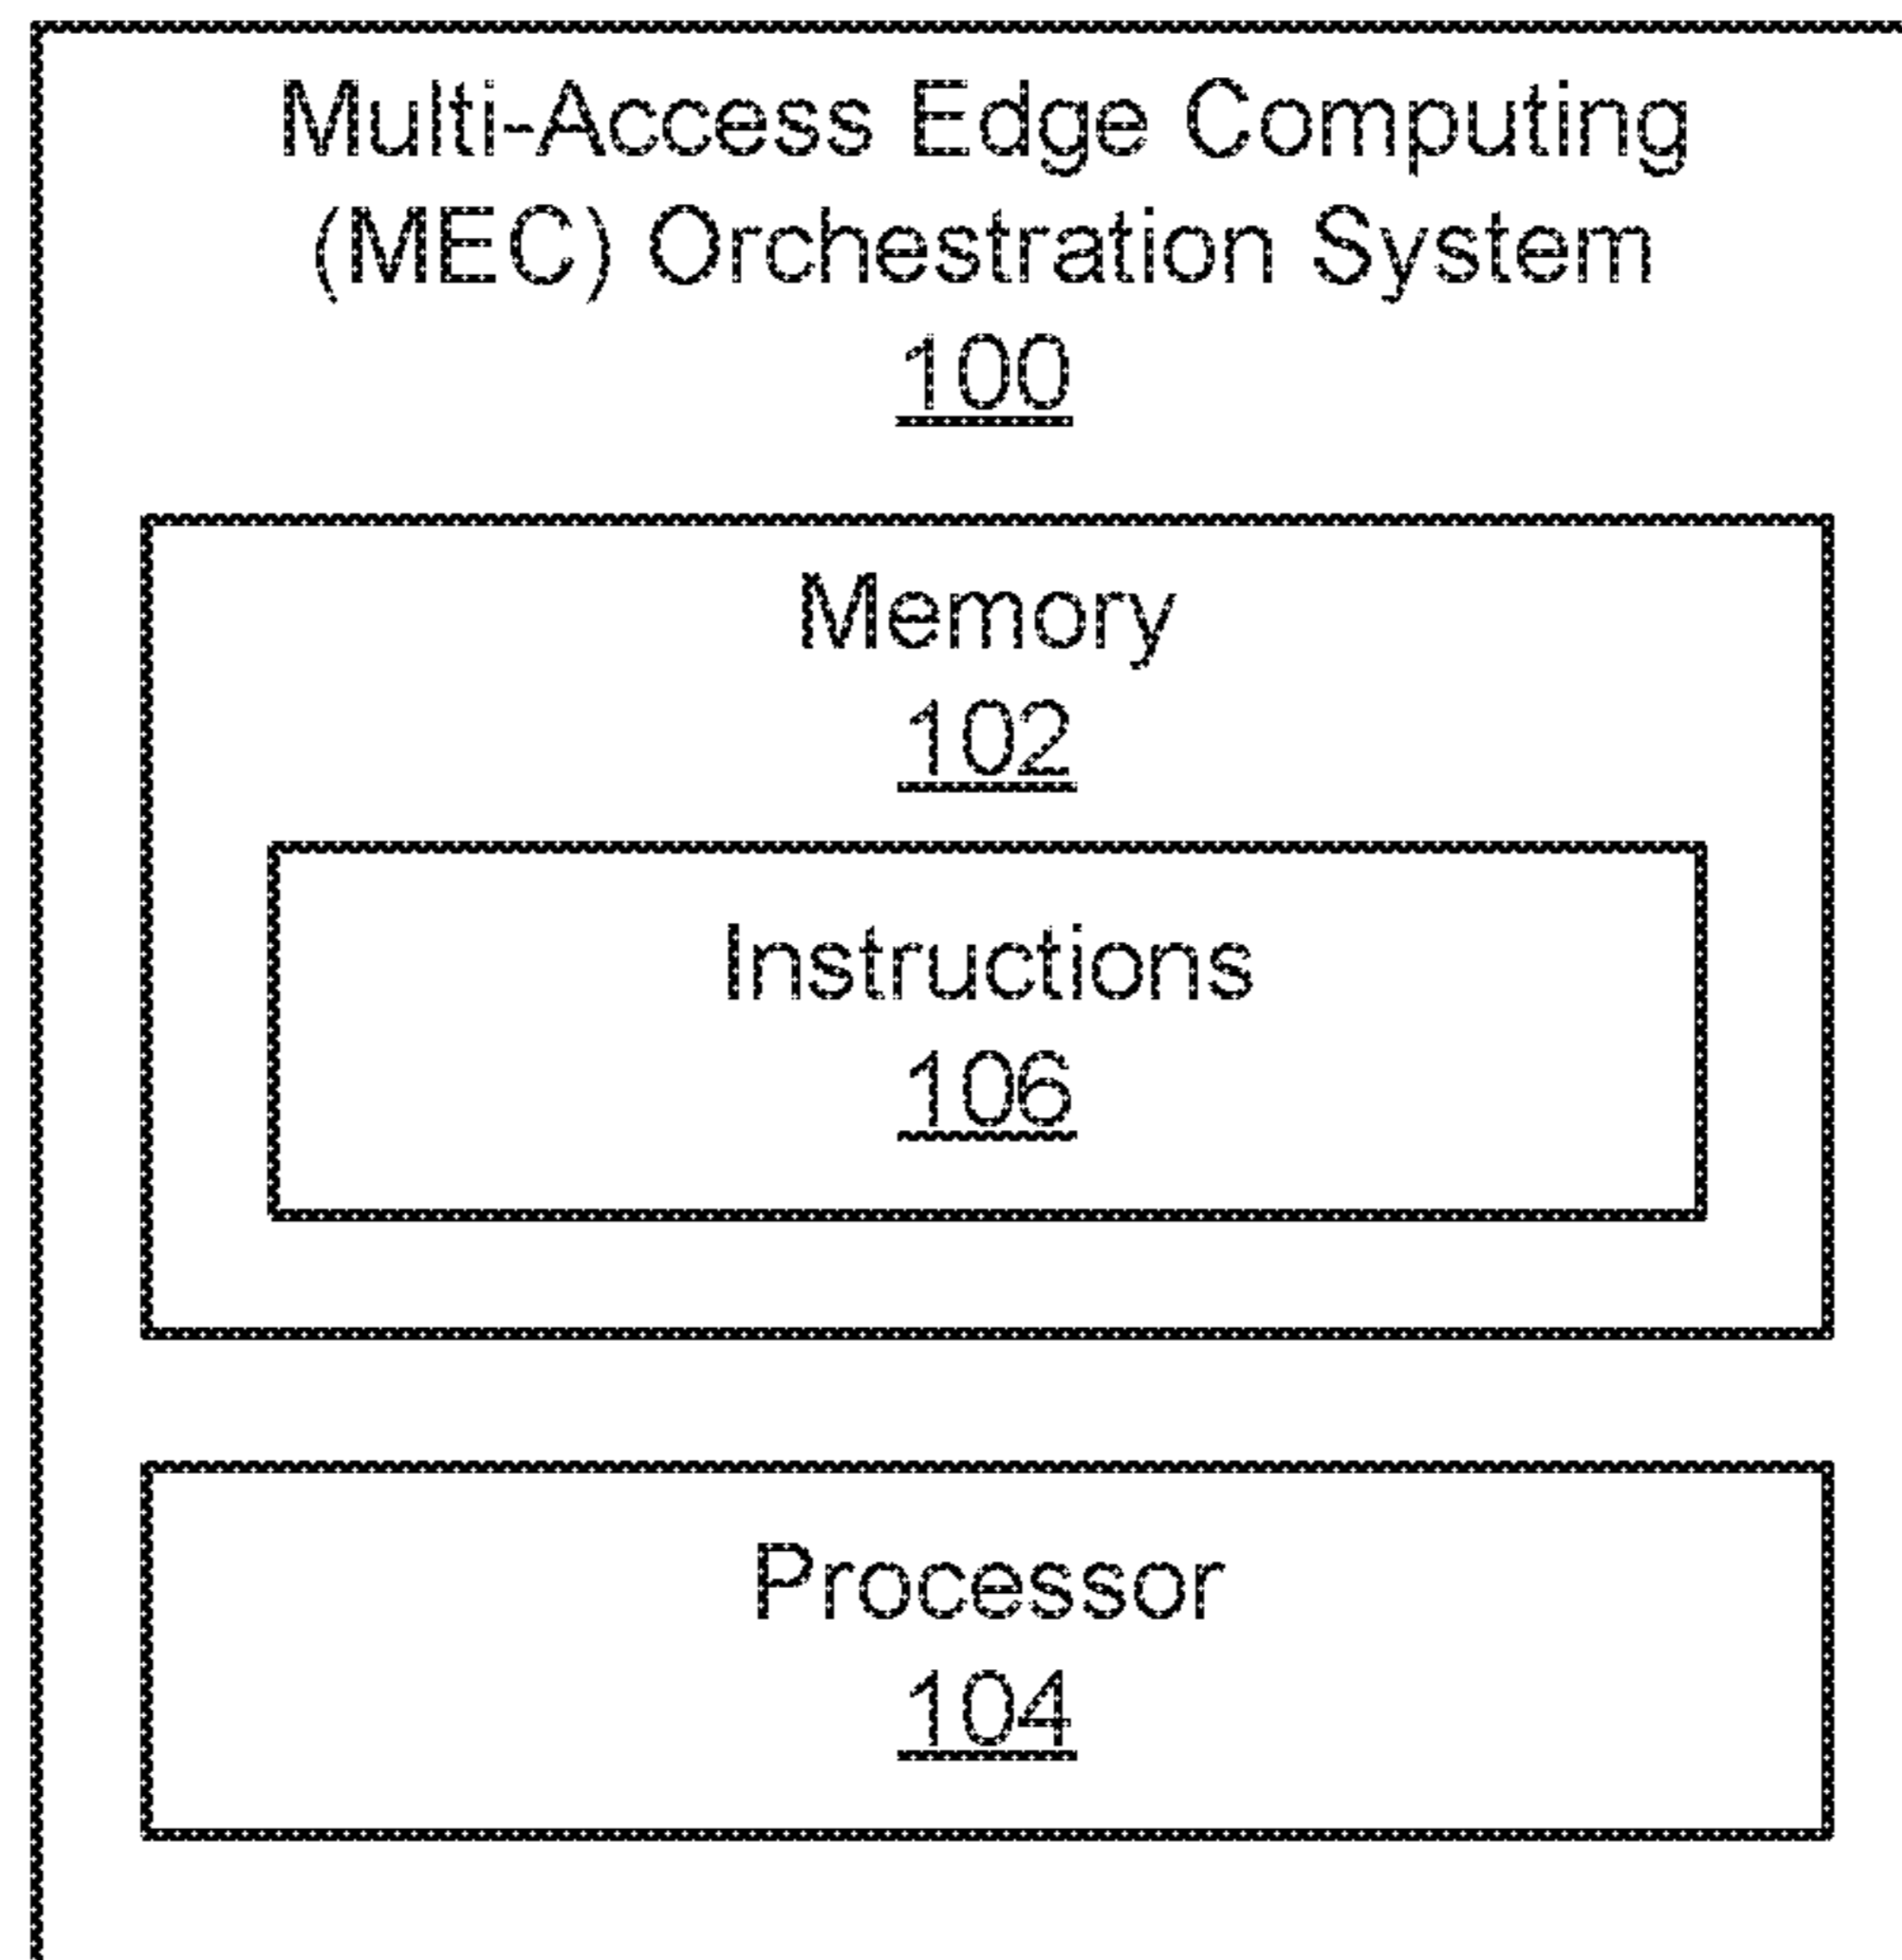 Multi-Access Edge Computing
(MEC) Orchestration System
100
Memory
102
Instructions
106
Processor
104